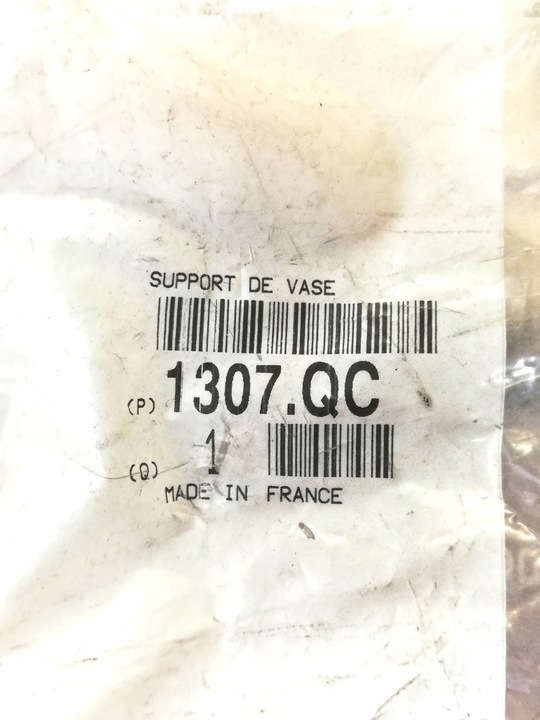 SUPPORT DE VASE
(P) 1307.QC
(Q) 1
MADE IN FRANCE